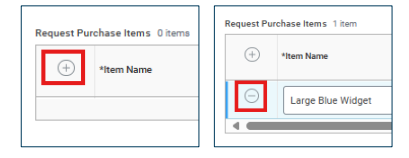 Request Purchase Items 0 items
*Item Name
Request Purchase Items 1 item
*Item Name
Large Blue Widget